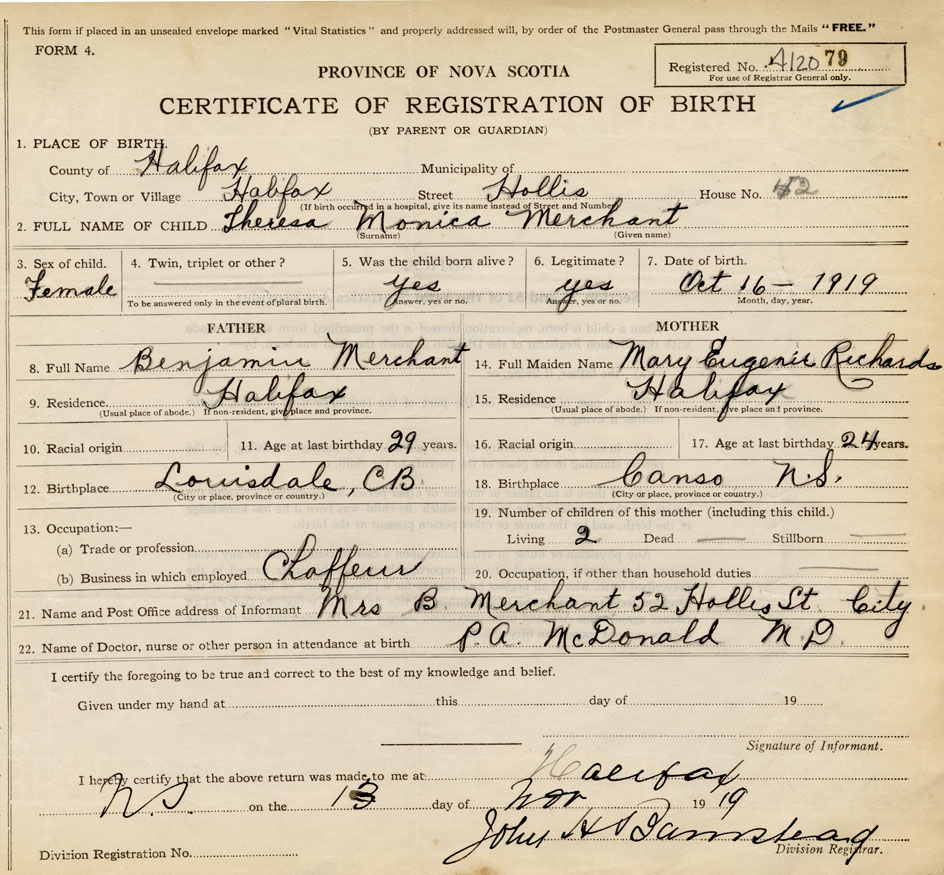 This form if placed in an unsealed envelope marked "Vital Statistics" and properly addressed will, by order of the Postmaster General pass through the Mails "FREE."
FORM 4.
Registered No. A120 79
For use of Registrar General only.
PROVINCE OF NOVA SCOTIA
CERTIFICATE OF REGISTRATION OF BIRTH
(BY PARENT OR GUARDIAN)
1. PLACE OF BIRTH.
County of Halifax Municipality of
City, Town or Village Halifax Street Hollis House No. 52
(If birth occurred in a hospital, give its name instead of Street and Number)
2. FULL NAME OF CHILD Theresa Monica Merchant
(Surname) (Given name)
3. Sex of child. 4. Twin, triplet or other? 5. Was the child born alive? 6. Legitimate? 7. Date of birth.
Female yes yes Oct 16 - 1919
To be answered only in the event of plural birth. Answer, yes or no. Answer, yes or no. Month, day, year.
FATHER MOTHER
8. Full Name Benjamin Merchant 14. Full Maiden Name Mary Eugenie Richards
9. Residence Halifax 15. Residence Halifax
(Usual place of abode.) If non-resident, give place and province. (Usual place of abode.) If non-resident, give place and province.
10. Racial origin 11. Age at last birthday 29 years. 16. Racial origin 17. Age at last birthday 24 years.
12. Birthplace Louisdale, CB 18. Birthplace Canso N.S.
(City or place, province or country.) (City or place, province or country.)
13. Occupation:— 19. Number of children of this mother (including this child.)
(a) Trade or profession Living 2 Dead — Stillborn —
(b) Business in which employed Choffeur 20. Occupation, if other than household duties
21. Name and Post Office address of Informant Mrs B. Merchant 52 Hollis St. City
22. Name of Doctor, nurse or other person in attendance at birth P.A. McDonald M.D.
I certify the foregoing to be true and correct to the best of my knowledge and belief.
Given under my hand at this day of 19
Signature of Informant.
I hereby certify that the above return was made to me at Halifax
N.S. on the 13 day of Nov 1919
John H Barnstead
Division Registration No. Division Registrar.